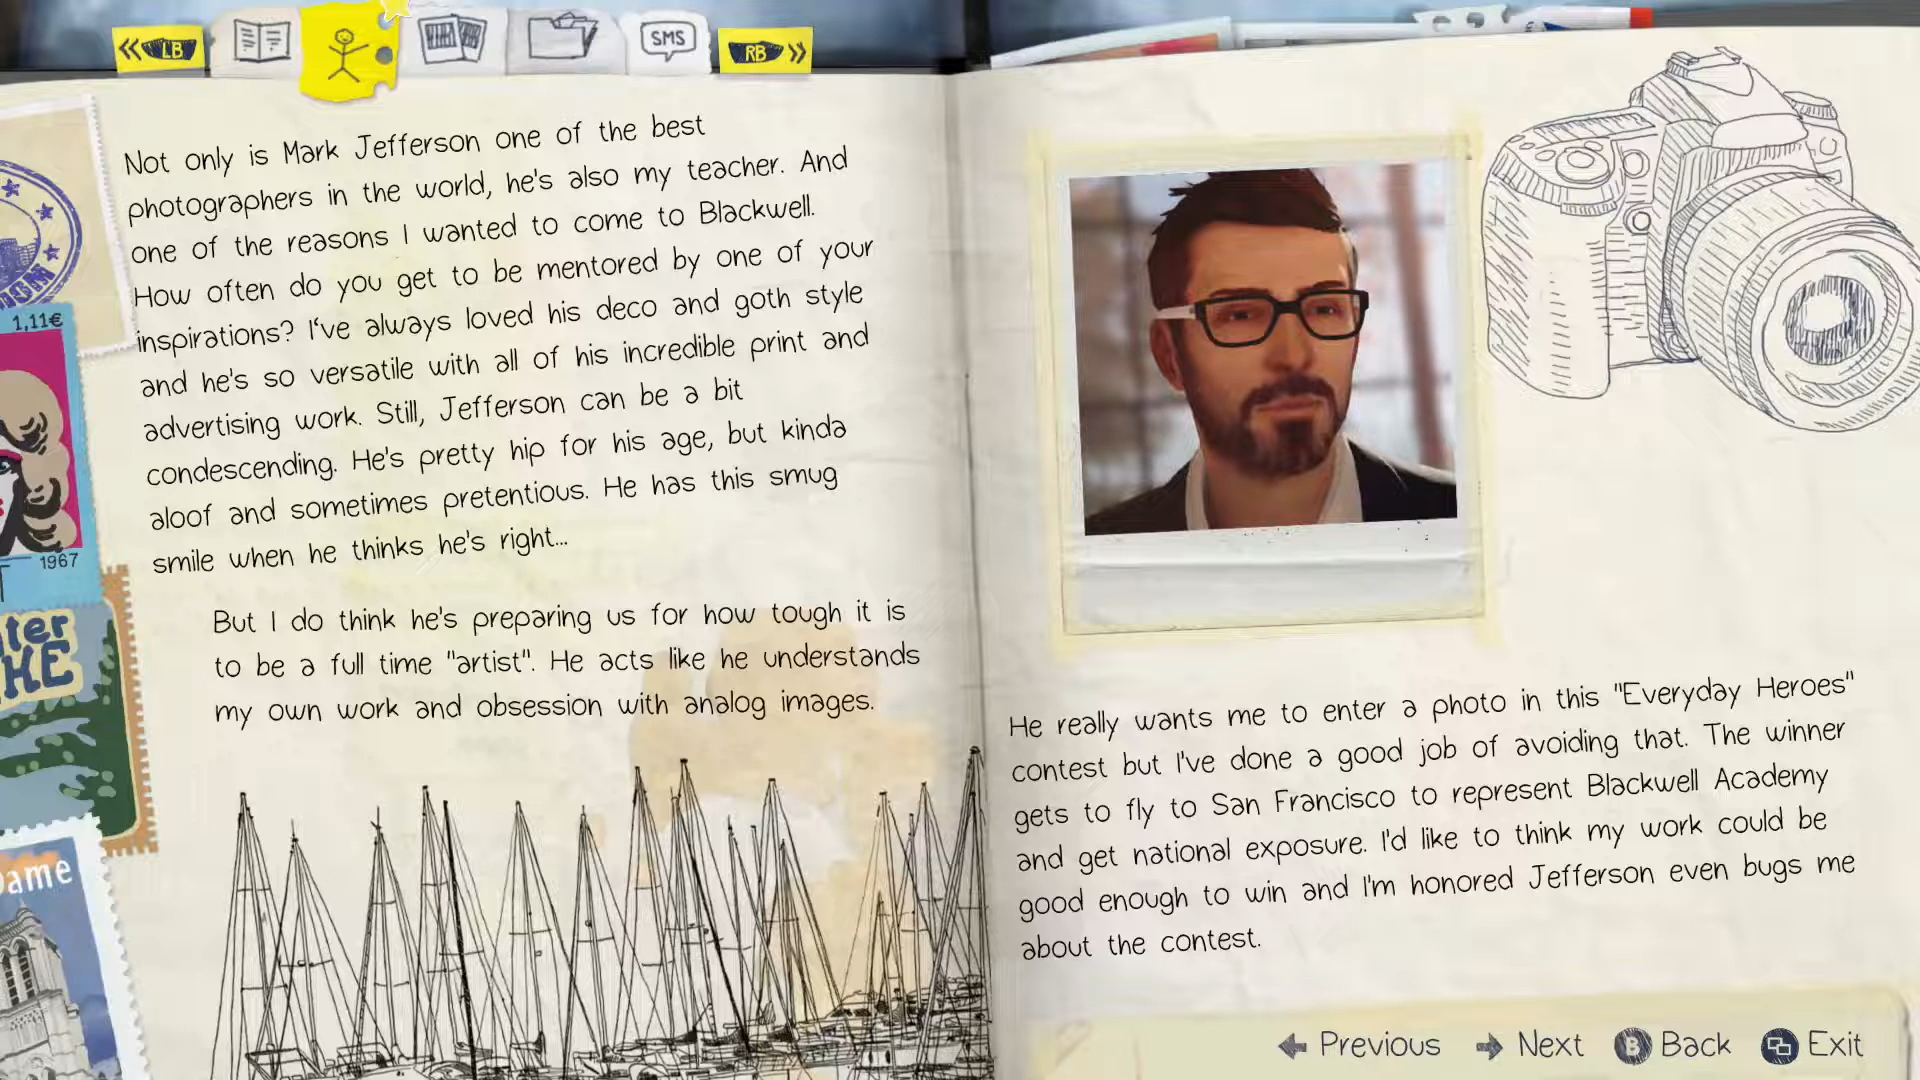 LB
SMS
RB
Not only is Mark Jefferson one of the best
photographers in the world, he's also my teacher. And
one of the reasons I wanted to come to Blackwell.
How often do you get to be mentored by one of your
inspirations? I've always loved his deco and goth style
and he's so versatile with all of his incredible print and
advertising work. Still, Jefferson can be a bit
condescending. He's pretty hip for his age, but kinda
aloof and sometimes pretentious. He has this smug
smile when he thinks he's right...
But I do think he's preparing us for how tough it is
to be a full time "artist". He acts like he understands
my own work and obsession with analog images.
1,11€
1967
ter
KE
Dame
He really wants me to enter a photo in this "Everyday Heroes"
contest but I've done a good job of avoiding that. The winner
gets to fly to San Francisco to represent Blackwell Academy
and get national exposure. I'd like to think my work could be
good enough to win and I'm honored Jefferson even bugs me
about the contest.
Previous
Next
B Back
Exit